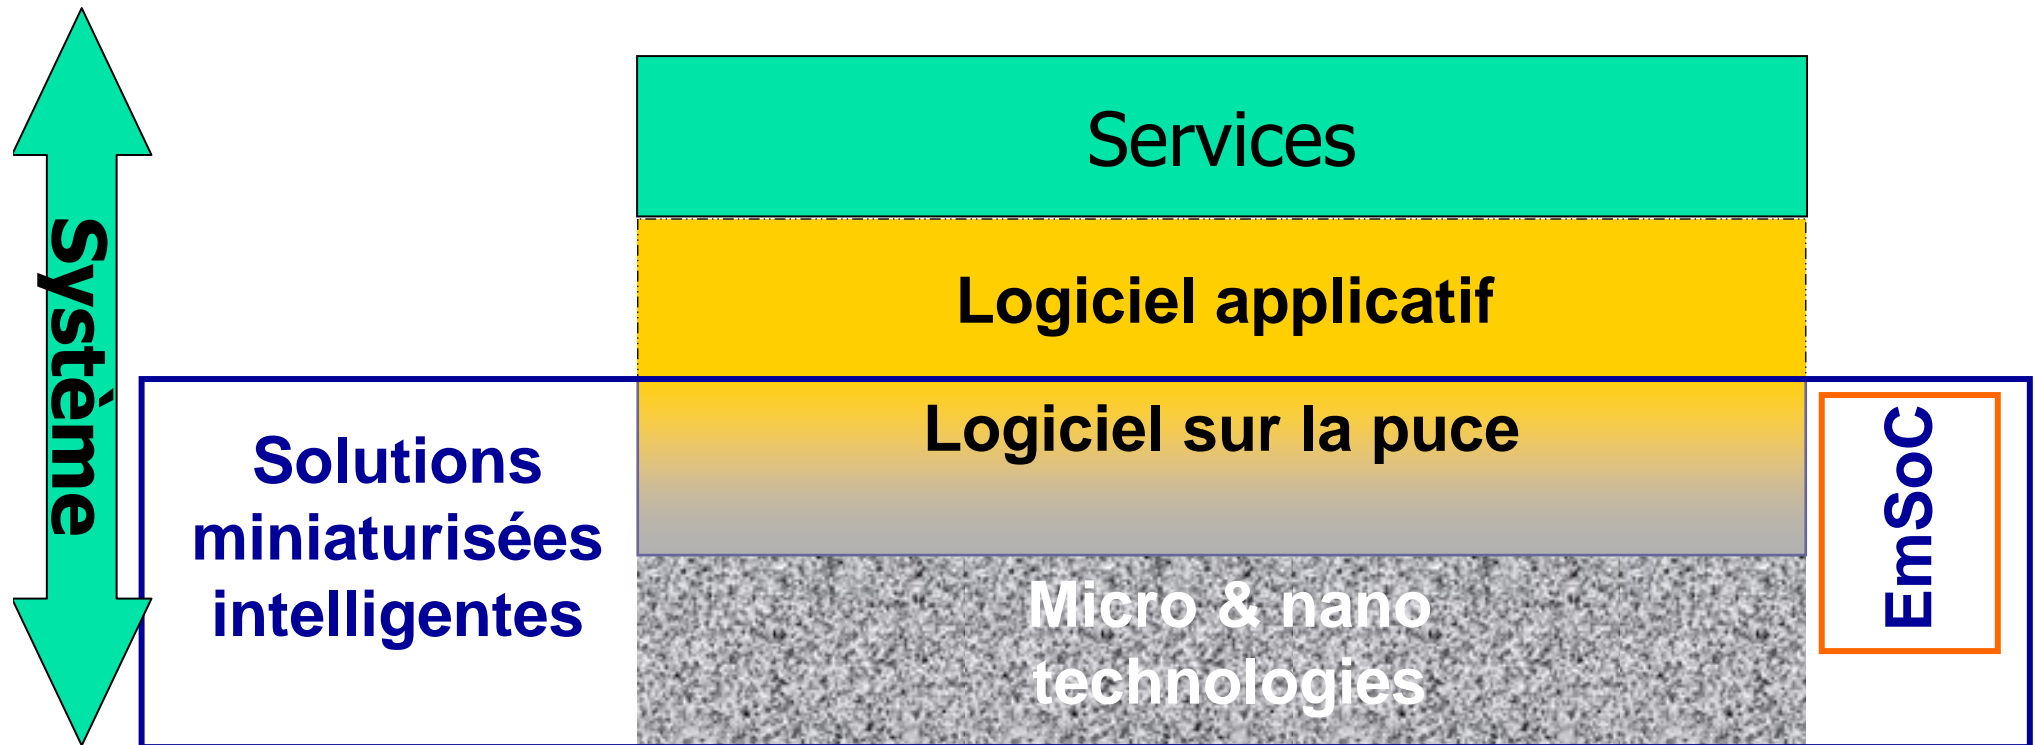 Services
Système
Logiciel applicatif
Logiciel sur la puce
Solutions
miniaturisées
intelligentes
EmSoC
Micro & nano
technologies